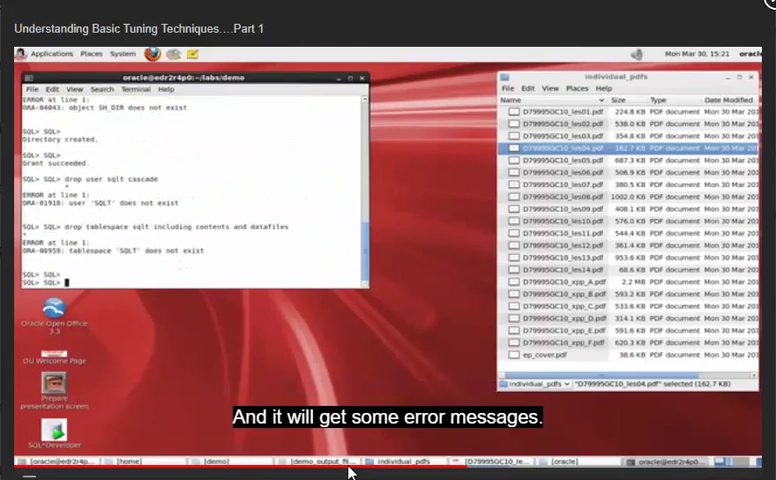 Understanding Basic Tuning Techniques....Part 1
Applications Places System
Mon Mar 30, 15:21 oracle
oracle@edr2r4p0:~/labs/demo
File Edit View Search Terminal Help
ERROR at line 1:
ORA-04043: object SH_DIR does not exist
SQL> SQL>
Directory created.
SQL> SQL>
Grant succeeded.
SQL> SQL> drop user sqlt cascade
*
ERROR at line 1:
ORA-01918: user 'SQLT' does not exist
SQL> SQL> drop tablespace sqlt including contents and datafiles
*
ERROR at line 1:
ORA-00959: tablespace 'SQLT' does not exist
SQL> SQL>
SQL> SQL>
individual_pdfs
File Edit View Places Help
Name Size Type Date Modified
D79995GC10_les01.pdf 224.8 KB PDF document Mon 30 Mar 201
D79995GC10_les02.pdf 538.0 KB PDF document Mon 30 Mar 201
D79995GC10_les03.pdf 354.8 KB PDF document Mon 30 Mar 201
D79995GC10_les04.pdf 162.7 KB PDF document Mon 30 Mar 201
D79995GC10_les05.pdf 687.3 KB PDF document Mon 30 Mar 201
D79995GC10_les06.pdf 506.9 KB PDF document Mon 30 Mar 201
D79995GC10_les07.pdf 380.5 KB PDF document Mon 30 Mar 201
D79995GC10_les08.pdf 1002.0 KB PDF document Mon 30 Mar 201
D79995GC10_les09.pdf 408.1 KB PDF document Mon 30 Mar 201
D79995GC10_les10.pdf 576.0 KB PDF document Mon 30 Mar 201
D79995GC10_les11.pdf 544.4 KB PDF document Mon 30 Mar 201
D79995GC10_les12.pdf 361.4 KB PDF document Mon 30 Mar 201
D79995GC10_les13.pdf 953.6 KB PDF document Mon 30 Mar 201
D79995GC10_les14.pdf 68.6 KB PDF document Mon 30 Mar 201
D79995GC10_xpp_A.pdf 2.2 MB PDF document Mon 30 Mar 201
D79995GC10_xpp_B.pdf 593.2 KB PDF document Mon 30 Mar 201
D79995GC10_xpp_C.pdf 533.6 KB PDF document Mon 30 Mar 201
D79995GC10_xpp_D.pdf 314.1 KB PDF document Mon 30 Mar 201
D79995GC10_xpp_E.pdf 591.6 KB PDF document Mon 30 Mar 201
D79995GC10_xpp_F.pdf 620.3 KB PDF document Mon 30 Mar 201
ep_cover.pdf 38.6 KB PDF document Mon 30 Mar 201
individual_pdfs "D79995GC10_les04.pdf" selected (162.7 KB)
Oracle Open Office
3.3
OU Welcome Page
Prepare
presentation screen
SQL*Developer
And it will get some error messages.
[oracle@edr2r4p0:~... [home] [demo] [demo_output_fil... individual_pdfs [D79995GC10_le... [oracle] oracle@edr2r4p0: